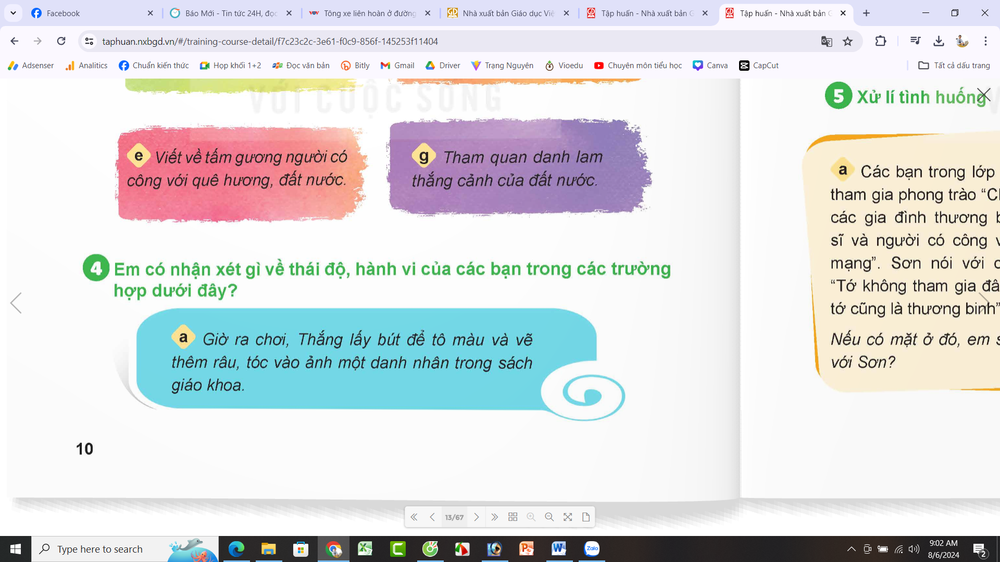 Facebook
Báo Mới - Tin tức 24H, đọc
Tông xe liên hoàn ở đường
Nhà xuất bản Giáo dục Việ
Tập huấn - Nhà xuất bản G
Tập huấn - Nhà xuất bản G
taphuan.nxbgd.vn/#/training-course-detail/f7c23c2c-3e61-f0c9-856f-145253f11404
Adsenser
Analitics
Chuẩn kiến thức
Họp khối 1+2
Đọc văn bản
Bitly
Gmail
Driver
Trạng Nguyên
Vioedu
Chuyên môn tiểu học
Canva
CapCut
Tất cả dấu trang
VỚI CUỘC SỐNG
e Viết về tấm gương người có
công với quê hương, đất nước.
g Tham quan danh lam
thắng cảnh của đất nước.
4 Em có nhận xét gì về thái độ, hành vi của các bạn trong các trường
hợp dưới đây?
a Giờ ra chơi, Thắng lấy bút để tô màu và vẽ
thêm râu, tóc vào ảnh một danh nhân trong sách
giáo khoa.
10
5 Xử lí tình huống
a Các bạn trong lớp
tham gia phong trào “
các gia đình thương
sĩ và người có công
mạng”. Sơn nói với
“Tớ không tham gia
tớ cũng là thương binh”
Nếu có mặt ở đó, em
với Sơn?
13/67
Type here to search
Zalo
9:02 AM
8/6/2024
2